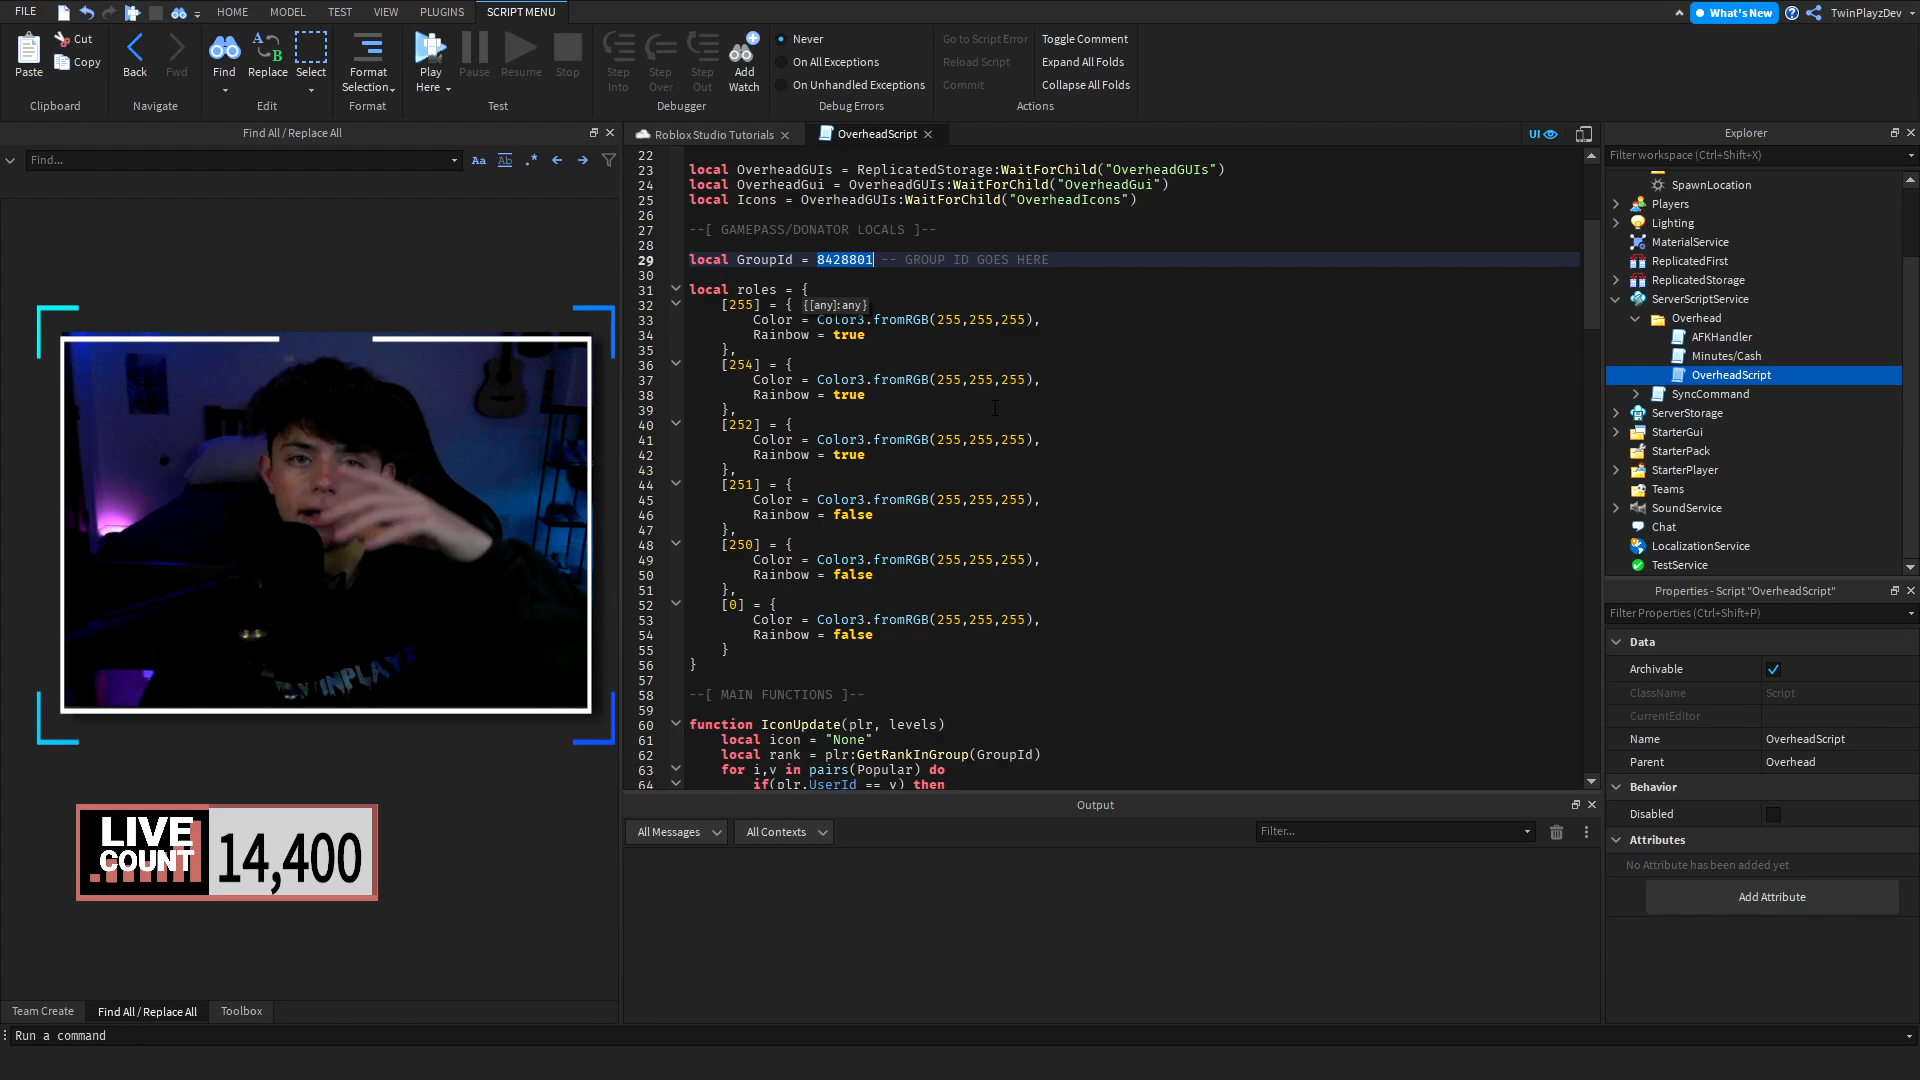 FILE
HOME
MODEL
TEST
VIEW
PLUGINS
SCRIPT MENU
What's New
TwinPlayzDev
Paste
Cut
Copy
Clipboard
Back
Fwd
Navigate
Find
Replace
Select
Edit
Format
Selection
Format
Play
Here
Pause
Resume
Stop
Test
Step
Into
Step
Over
Step
Out
Add
Watch
Debugger
Never
On All Exceptions
On Unhandled Exceptions
Debug Errors
Go to Script Error
Reload Script
Commit
Toggle Comment
Expand All Folds
Collapse All Folds
Actions
Find All / Replace All
Find...
Aa
Ab
.*
LIVE
COUNT
14,400
Team Create
Find All / Replace All
Toolbox
Run a command
Roblox Studio Tutorials
OverheadScript
UI
22
23 local OverheadGUIs = ReplicatedStorage:WaitForChild("OverheadGUIs")
24 local OverheadGui = OverheadGUIs:WaitForChild("OverheadGui")
25 local Icons = OverheadGUIs:WaitForChild("OverheadIcons")
26
27 --[ GAMEPASS/DONATOR LOCALS ]--
28
29 local GroupId = 8428801 -- GROUP ID GOES HERE
30
31 local roles = {
32 [255] = { {[any]:any}
33 Color = Color3.fromRGB(255,255,255),
34 Rainbow = true
35 },
36 [254] = {
37 Color = Color3.fromRGB(255,255,255),
38 Rainbow = true
39 },
40 [252] = {
41 Color = Color3.fromRGB(255,255,255),
42 Rainbow = true
43 },
44 [251] = {
45 Color = Color3.fromRGB(255,255,255),
46 Rainbow = false
47 },
48 [250] = {
49 Color = Color3.fromRGB(255,255,255),
50 Rainbow = false
51 },
52 [0] = {
53 Color = Color3.fromRGB(255,255,255),
54 Rainbow = false
55 }
56 }
57
58 --[ MAIN FUNCTIONS ]--
59
60 function IconUpdate(plr, levels)
61 local icon = "None"
62 local rank = plr:GetRankInGroup(GroupId)
63 for i,v in pairs(Popular) do
64 if(plr.UserId == v) then
Output
All Messages
All Contexts
Filter...
Explorer
Filter workspace (Ctrl+Shift+X)
SpawnLocation
Players
Lighting
MaterialService
ReplicatedFirst
ReplicatedStorage
ServerScriptService
Overhead
AFKHandler
Minutes/Cash
OverheadScript
SyncCommand
ServerStorage
StarterGui
StarterPack
StarterPlayer
Teams
SoundService
Chat
LocalizationService
TestService
Properties - Script "OverheadScript"
Filter Properties (Ctrl+Shift+P)
Data
Archivable
ClassName Script
CurrentEditor
Name OverheadScript
Parent Overhead
Behavior
Disabled
Attributes
No Attribute has been added yet
Add Attribute